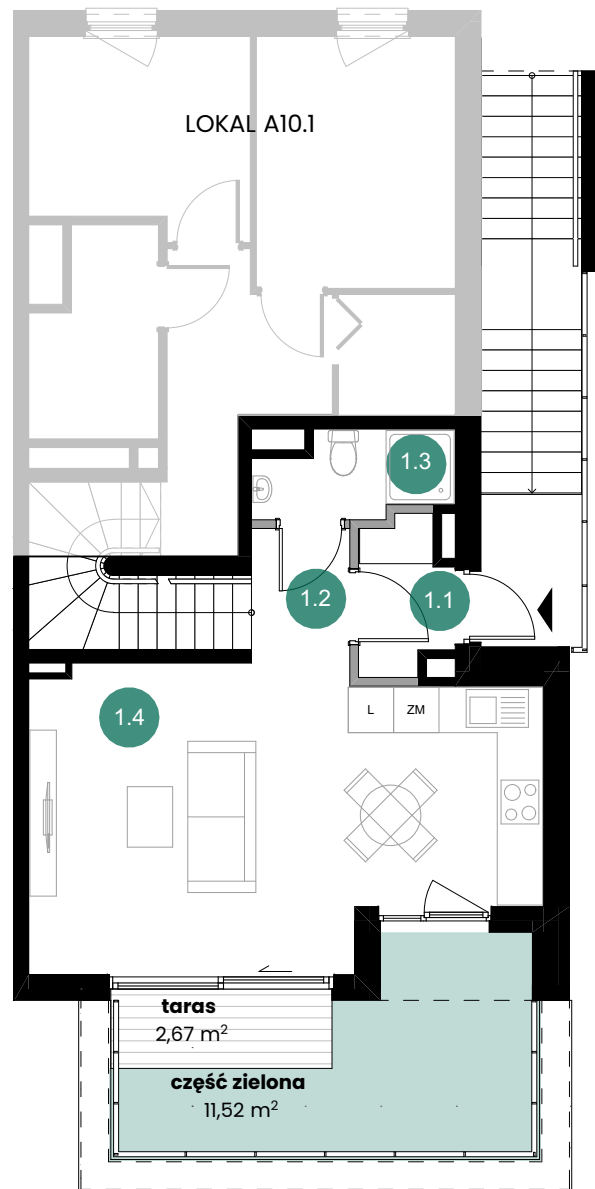 LOKAL A10.1
1.3
1.2
1.1
1.4
L
ZM
taras
2,67 m²
część zielona
11,52 m²